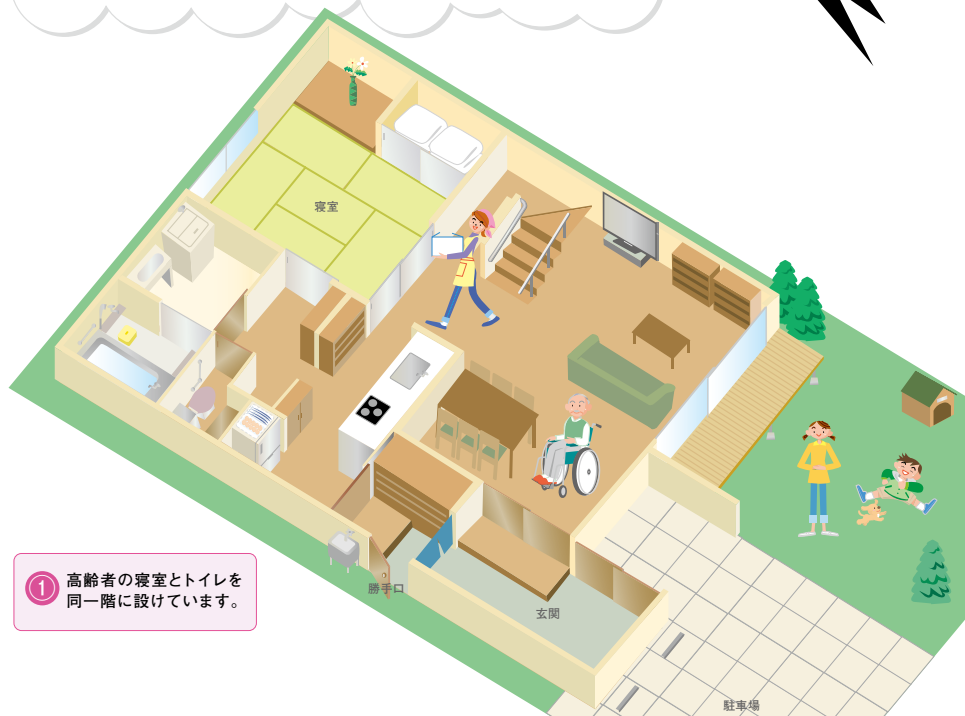 寝室
勝手口
① 高齢者の寝室とトイレを
同一階に設けています。
玄関
駐車場